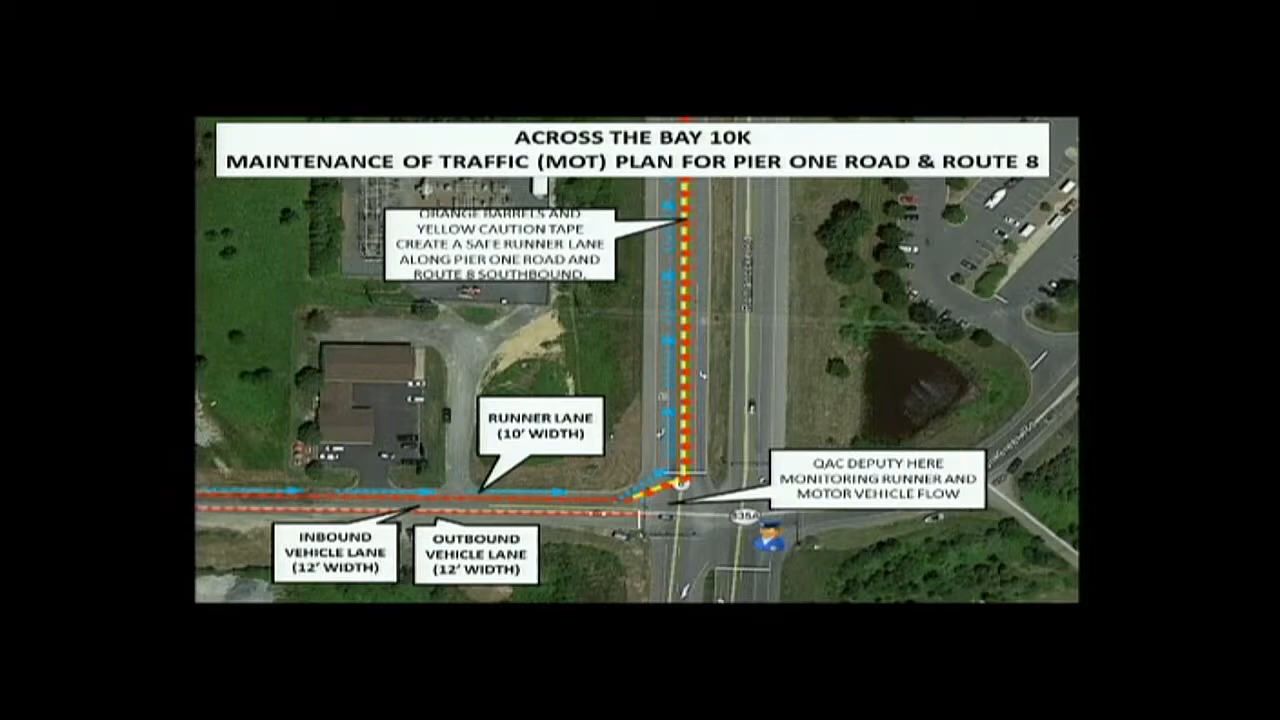 ACROSS THE BAY 10K
MAINTENANCE OF TRAFFIC (MOT) PLAN FOR PIER ONE ROAD & ROUTE 8
ORANGE BARRELS AND
YELLOW CAUTION TAPE
CREATE A SAFE RUNNER LANE
ALONG PIER ONE ROAD AND
ROUTE 8 SOUTHBOUND.
RUNNER LANE
(10' WIDTH)
QAC DEPUTY HERE
MONITORING RUNNER AND
MOTOR VEHICLE FLOW
835A
INBOUND
VEHICLE LANE
(12' WIDTH)
OUTBOUND
VEHICLE LANE
(12' WIDTH)